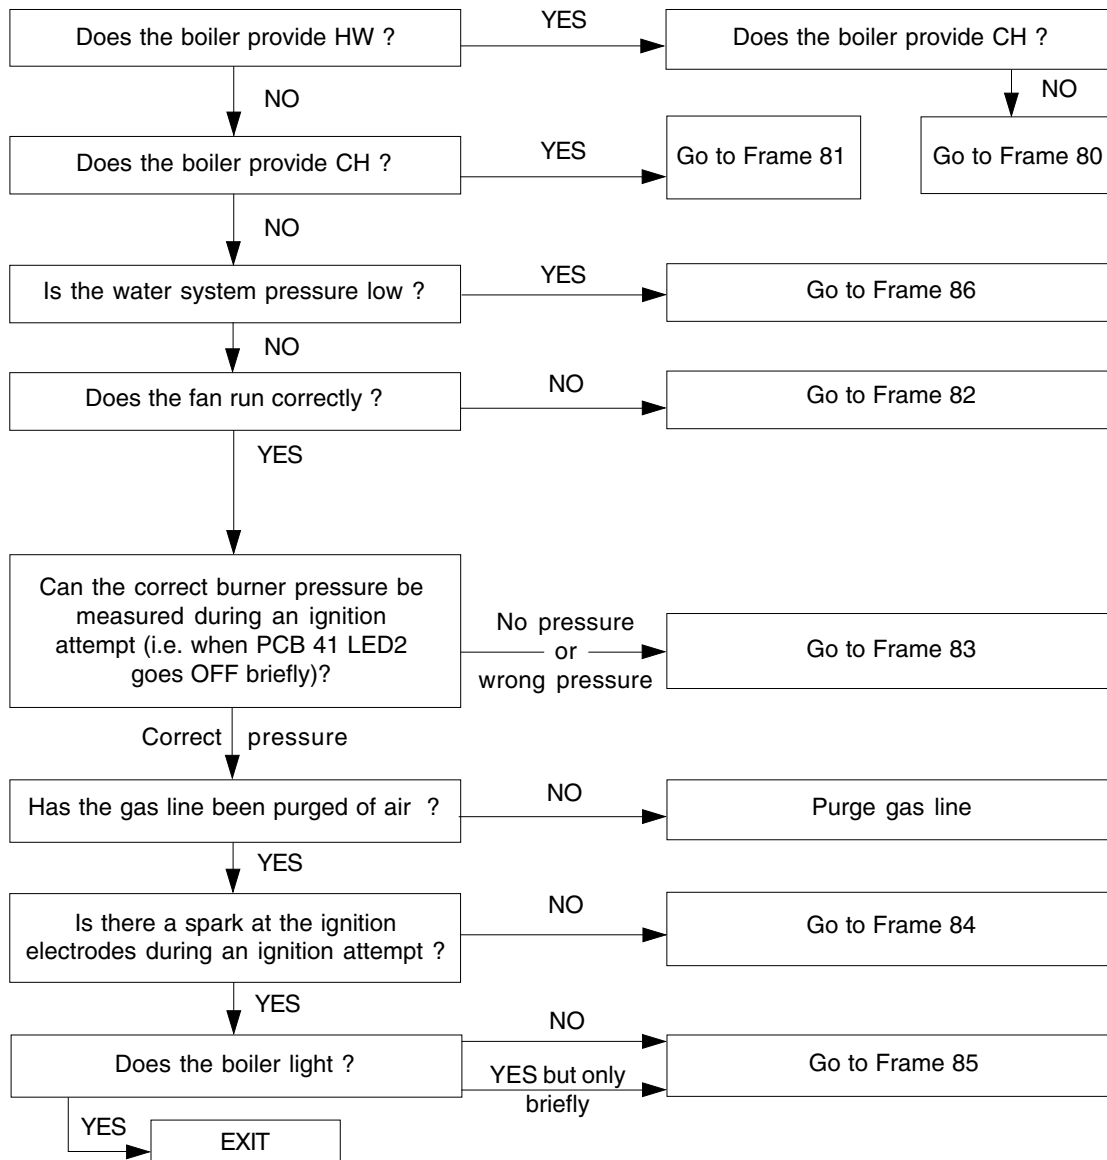 Does the boiler provide HW ?
YES
Does the boiler provide CH ?
NO
NO
Does the boiler provide CH ?
YES
Go to Frame 81
Go to Frame 80
NO
Is the water system pressure low ?
YES
Go to Frame 86
NO
Does the fan run correctly ?
NO
Go to Frame 82
YES
Can the correct burner pressure be
measured during an ignition
attempt (i.e. when PCB 41 LED2
goes OFF briefly)?
No pressure
or
wrong pressure
Go to Frame 83
Correct pressure
Has the gas line been purged of air ?
NO
Purge gas line
YES
Is there a spark at the ignition
electrodes during an ignition attempt ?
NO
Go to Frame 84
YES
Does the boiler light ?
NO
YES but only
briefly
Go to Frame 85
YES
EXIT